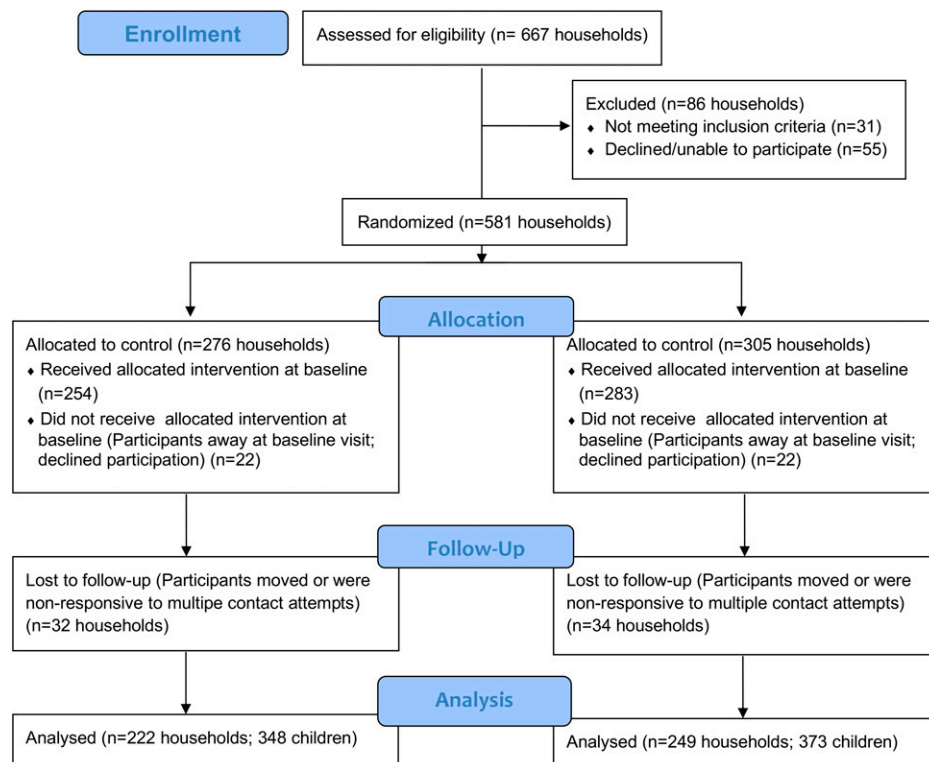 Enrollment
Assessed for eligibility (n= 667 households)
Excluded (n=86 households)
♦ Not meeting inclusion criteria (n=31)
♦ Declined/unable to participate (n=55)
Randomized (n=581 households)
Allocation
Allocated to control (n=276 households)
♦ Received allocated intervention at baseline
(n=254)
♦ Did not receive allocated intervention at
baseline (Participants away at baseline visit;
declined participation) (n=22)
Allocated to control (n=305 households)
♦ Received allocated intervention at baseline
(n=283)
♦ Did not receive allocated intervention at
baseline (Participants away at baseline visit;
declined participation) (n=22)
Follow-Up
Lost to follow-up (Participants moved or were
non-responsive to multipe contact attempts)
(n=32 households)
Lost to follow-up (Participants moved or were
non-responsive to multiple contact attempts)
(n=34 households)
Analysis
Analysed (n=222 households; 348 children)
Analysed (n=249 households; 373 children)